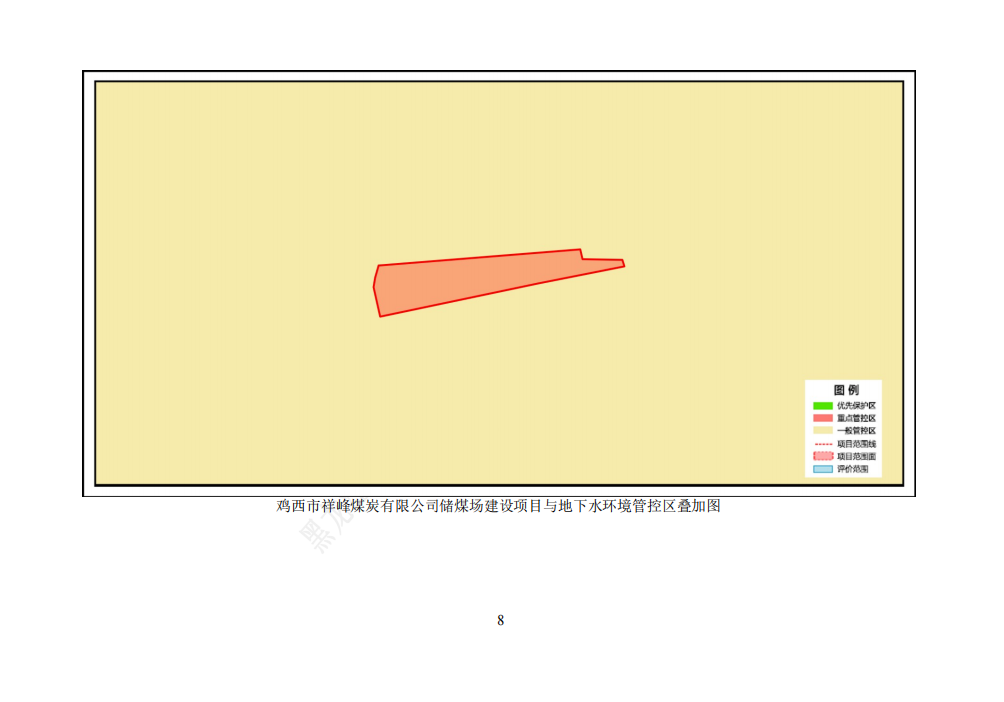 图 例
优先保护区
重点管控区
一般管控区
项目范围线
项目范围面
评价范围
鸡西市祥峰煤炭有限公司储煤场建设项目与地下水环境管控区叠加图
黑龙
8